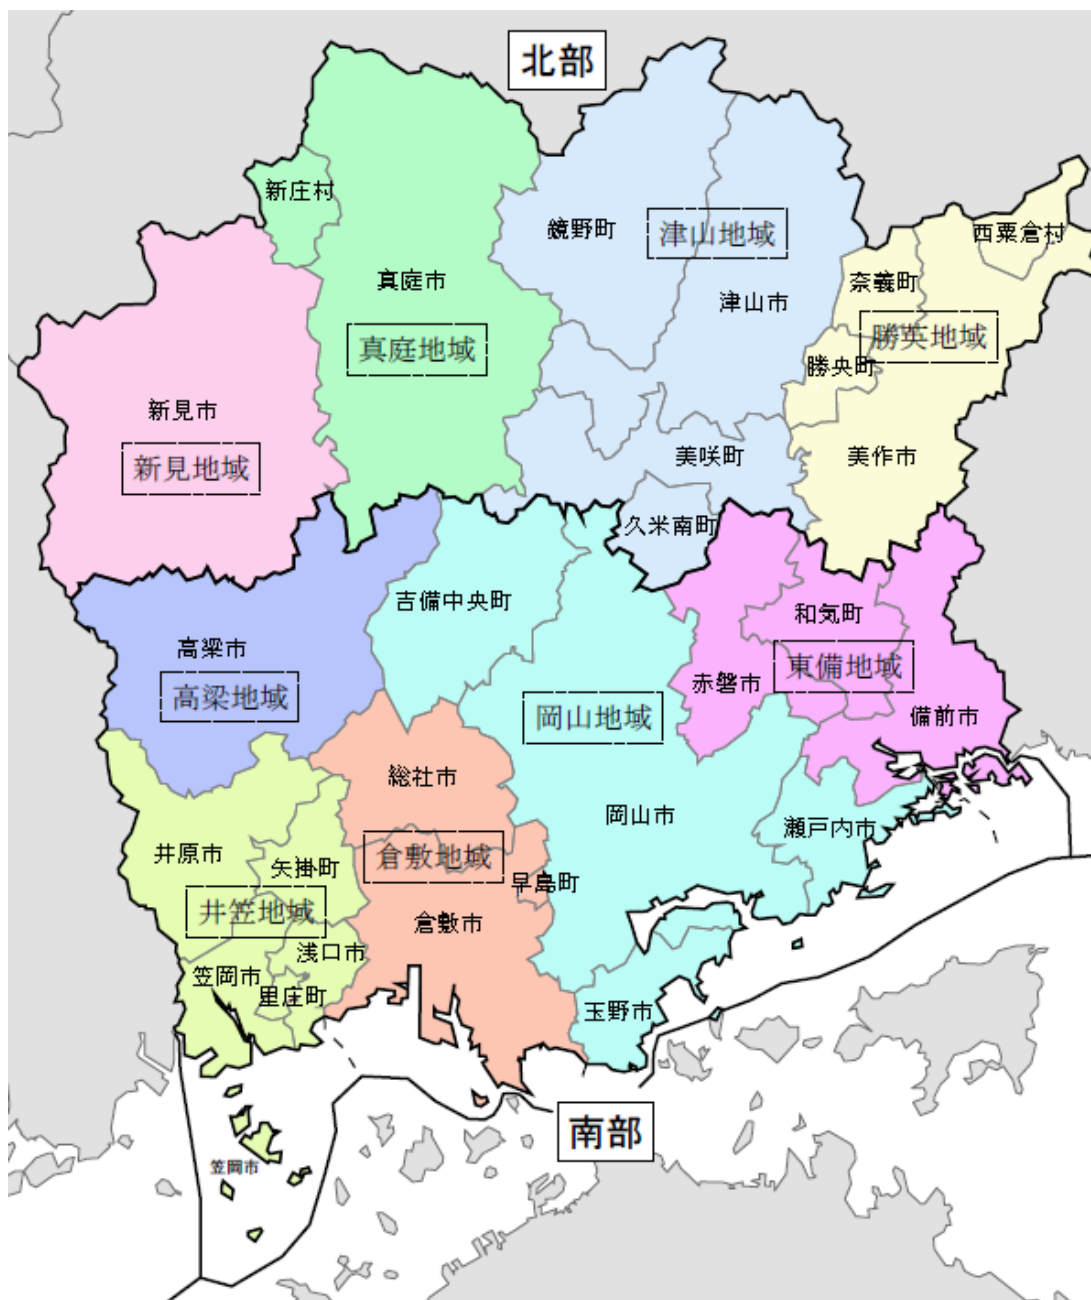 北部
新庄村
鏡野町
津山地域
西粟倉村
真庭市
津山市
奈義町
真庭地域
勝英地域
勝央町
新見市
新見地域
美咲町
美作市
久米南町
吉備中央町
和気町
高梁市
高梁地域
東備地域
赤磐市
岡山地域
備前市
総社市
岡山市
瀬戸内市
井原市
矢掛町
倉敷地域
早島町
井笠地域
倉敷市
浅口市
笠岡市
里庄町
玉野市
南部
笠岡市